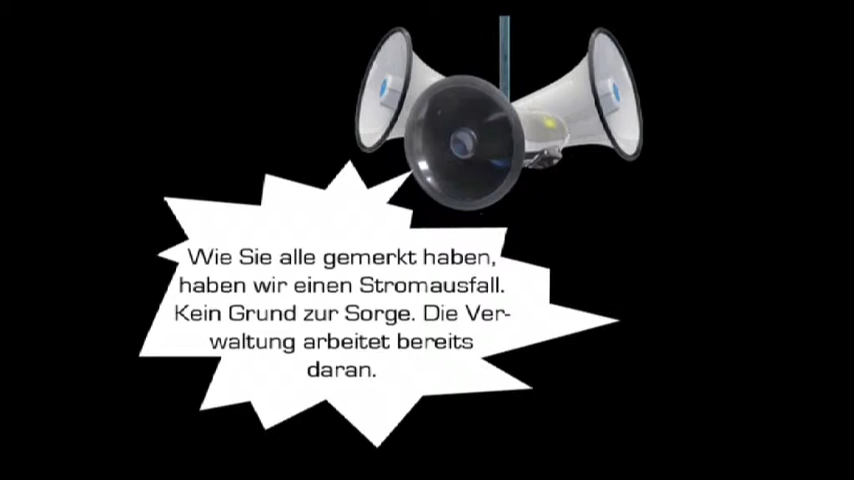 Wie Sie alle gemerkt haben,
haben wir einen Stromausfall.
Kein Grund zur Sorge. Die Ver-
waltung arbeitet bereits
daran.